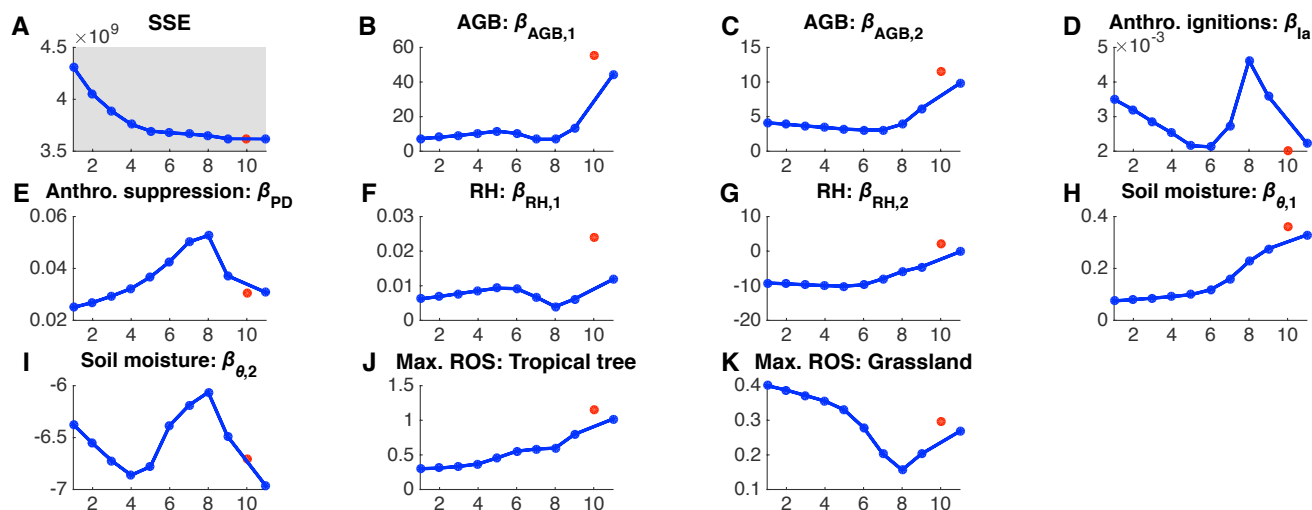 A SSE
×10⁹
4.5
4
3.5
2 4 6 8 10
B AGB: β_AGB,1
60
40
20
0
2 4 6 8 10
C AGB: β_AGB,2
15
10
5
0
2 4 6 8 10
D Anthro. ignitions: β_Ia
×10⁻³
5
4
3
2
2 4 6 8 10
E Anthro. suppression: β_PD
0.06
0.04
0.02
2 4 6 8 10
F RH: β_RH,1
0.03
0.02
0.01
0
2 4 6 8 10
G RH: β_RH,2
10
0
-10
-20
2 4 6 8 10
H Soil moisture: β_θ,1
0.4
0.2
0
2 4 6 8 10
I Soil moisture: β_θ,2
-6
-6.5
-7
2 4 6 8 10
J Max. ROS: Tropical tree
1.5
1
0.5
0
2 4 6 8 10
K Max. ROS: Grassland
0.4
0.3
0.2
0.1
2 4 6 8 10